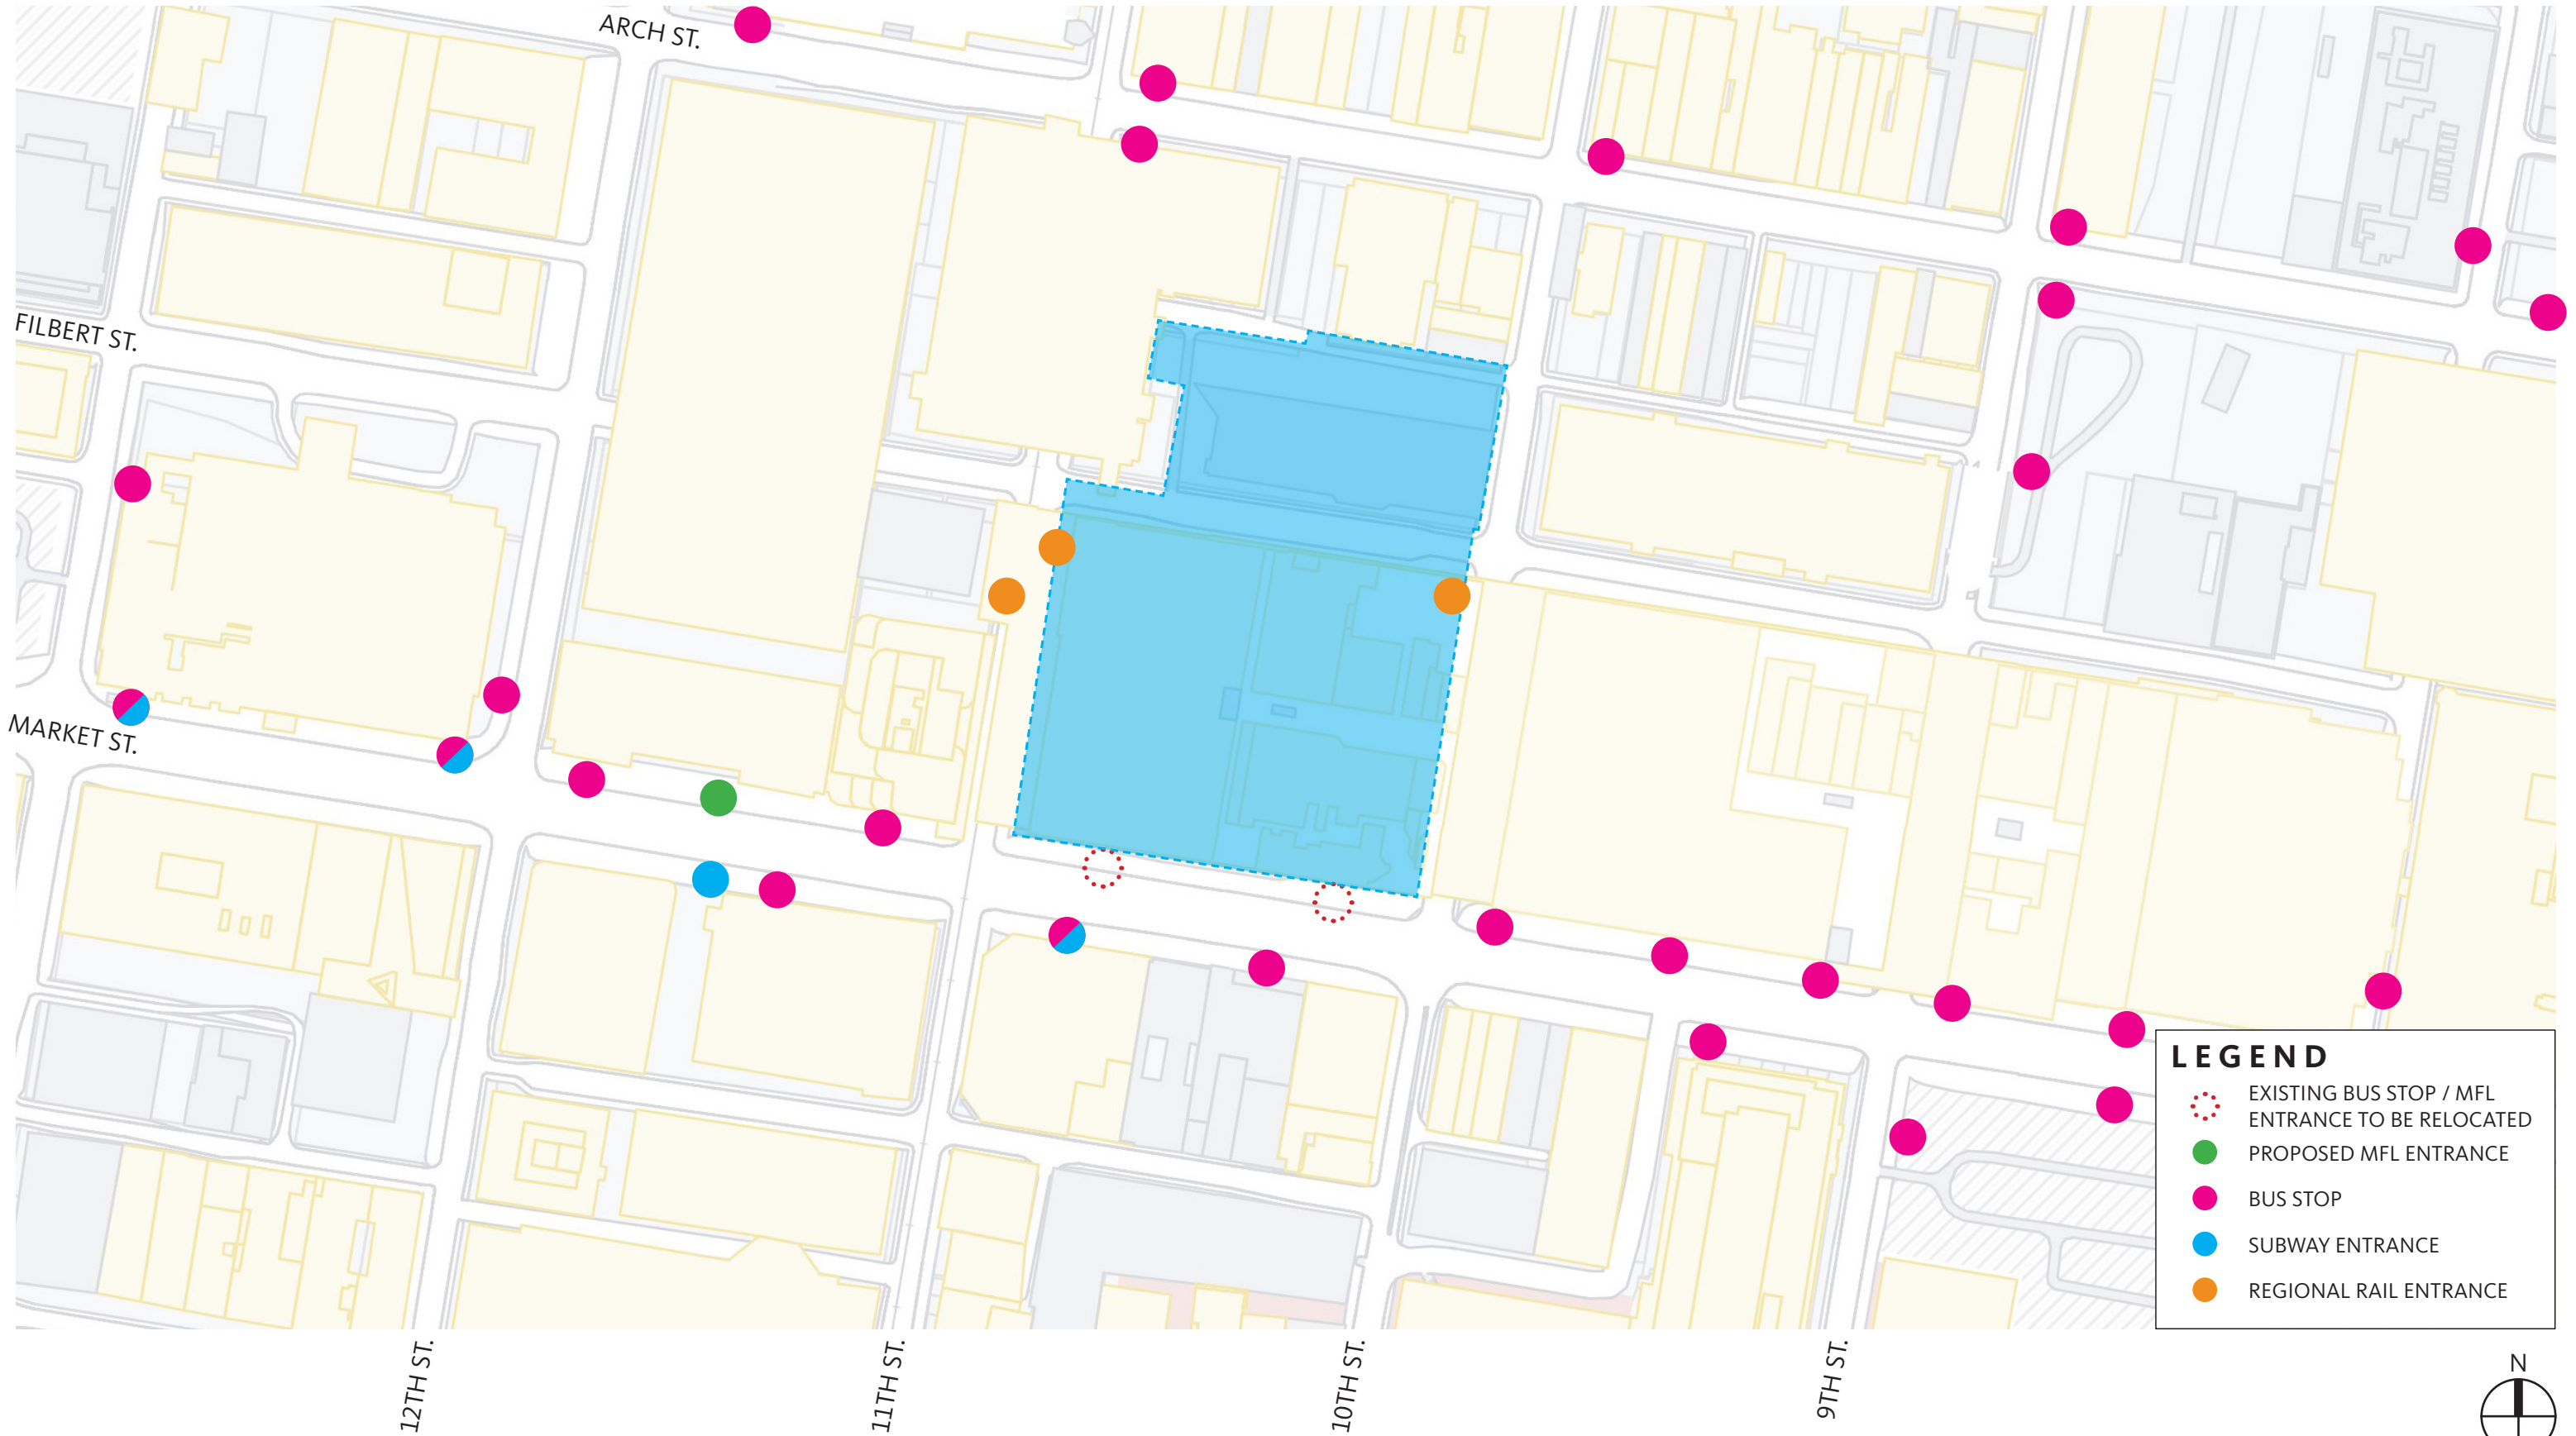 ARCH ST.
FILBERT ST.
MARKET ST.
LEGEND
EXISTING BUS STOP / MFL
ENTRANCE TO BE RELOCATED
PROPOSED MFL ENTRANCE
BUS STOP
SUBWAY ENTRANCE
REGIONAL RAIL ENTRANCE
12TH ST.
11TH ST.
10TH ST.
9TH ST.
N